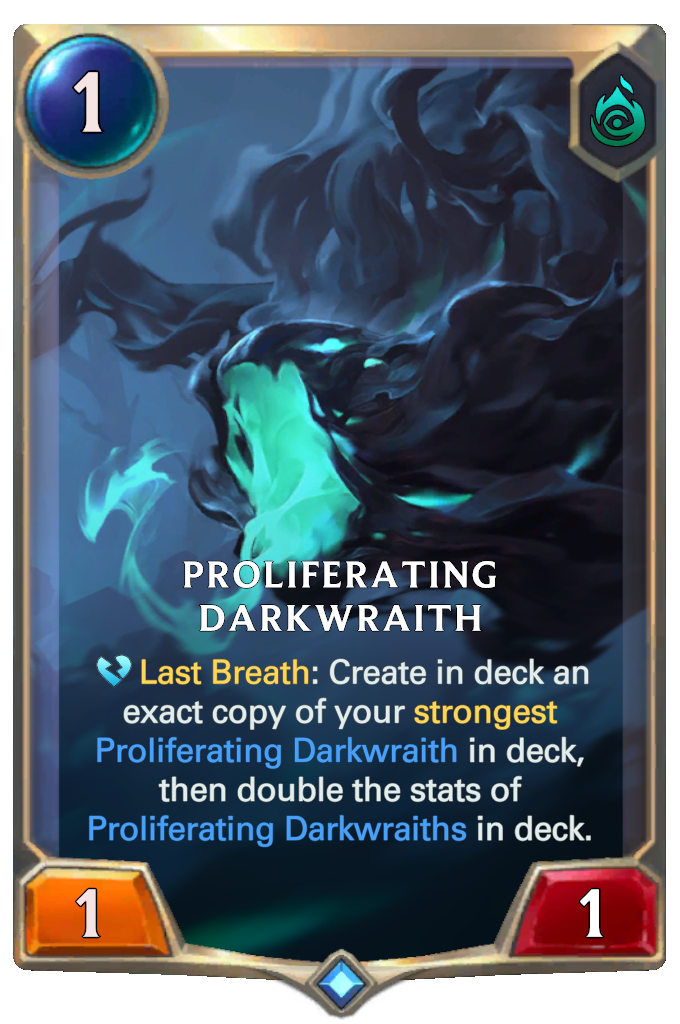 1
PROLIFERATING
DARKWRAITH
Last Breath: Create in deck an
exact copy of your strongest
Proliferating Darkwraith in deck,
then double the stats of
Proliferating Darkwraiths in deck.
1
1